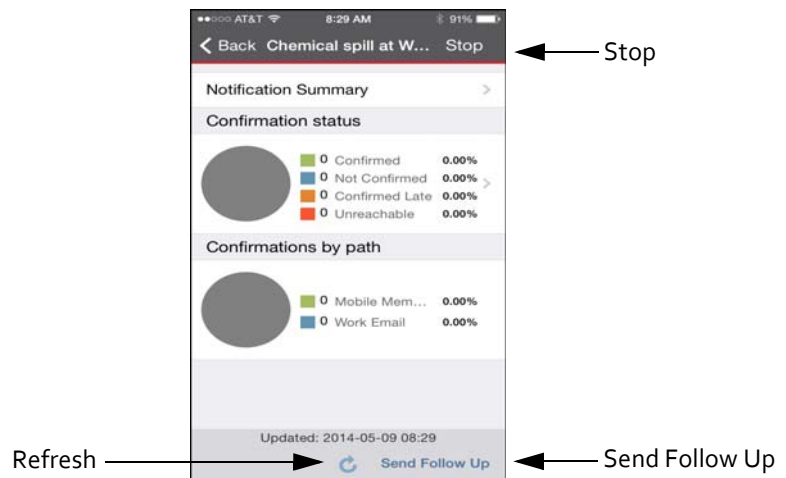 AT&T 8:29 AM 91%
Back Chemical spill at W... Stop
Stop
Notification Summary
Confirmation status
0 Confirmed 0.00%
0 Not Confirmed 0.00%
0 Confirmed Late 0.00%
0 Unreachable 0.00%
Confirmations by path
0 Mobile Mem... 0.00%
0 Work Email 0.00%
Updated: 2014-05-09 08:29
Refresh
Send Follow Up
Send Follow Up